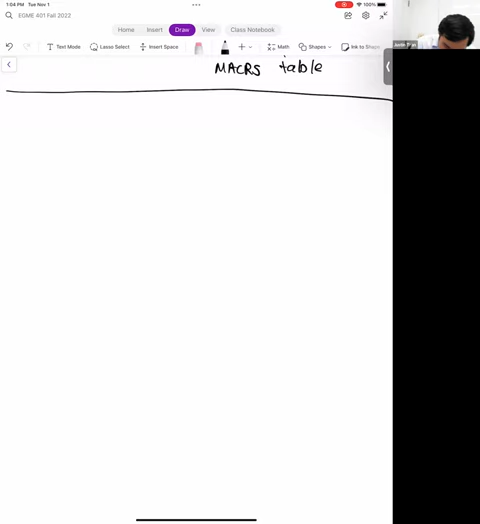 1:04 PM Tue Nov 1
100%
EGME 401 Fall 2022
Home Insert Draw View Class Notebook
Text Mode Lasso Select Insert Space Math Shapes Ink to Shape
MACRS table